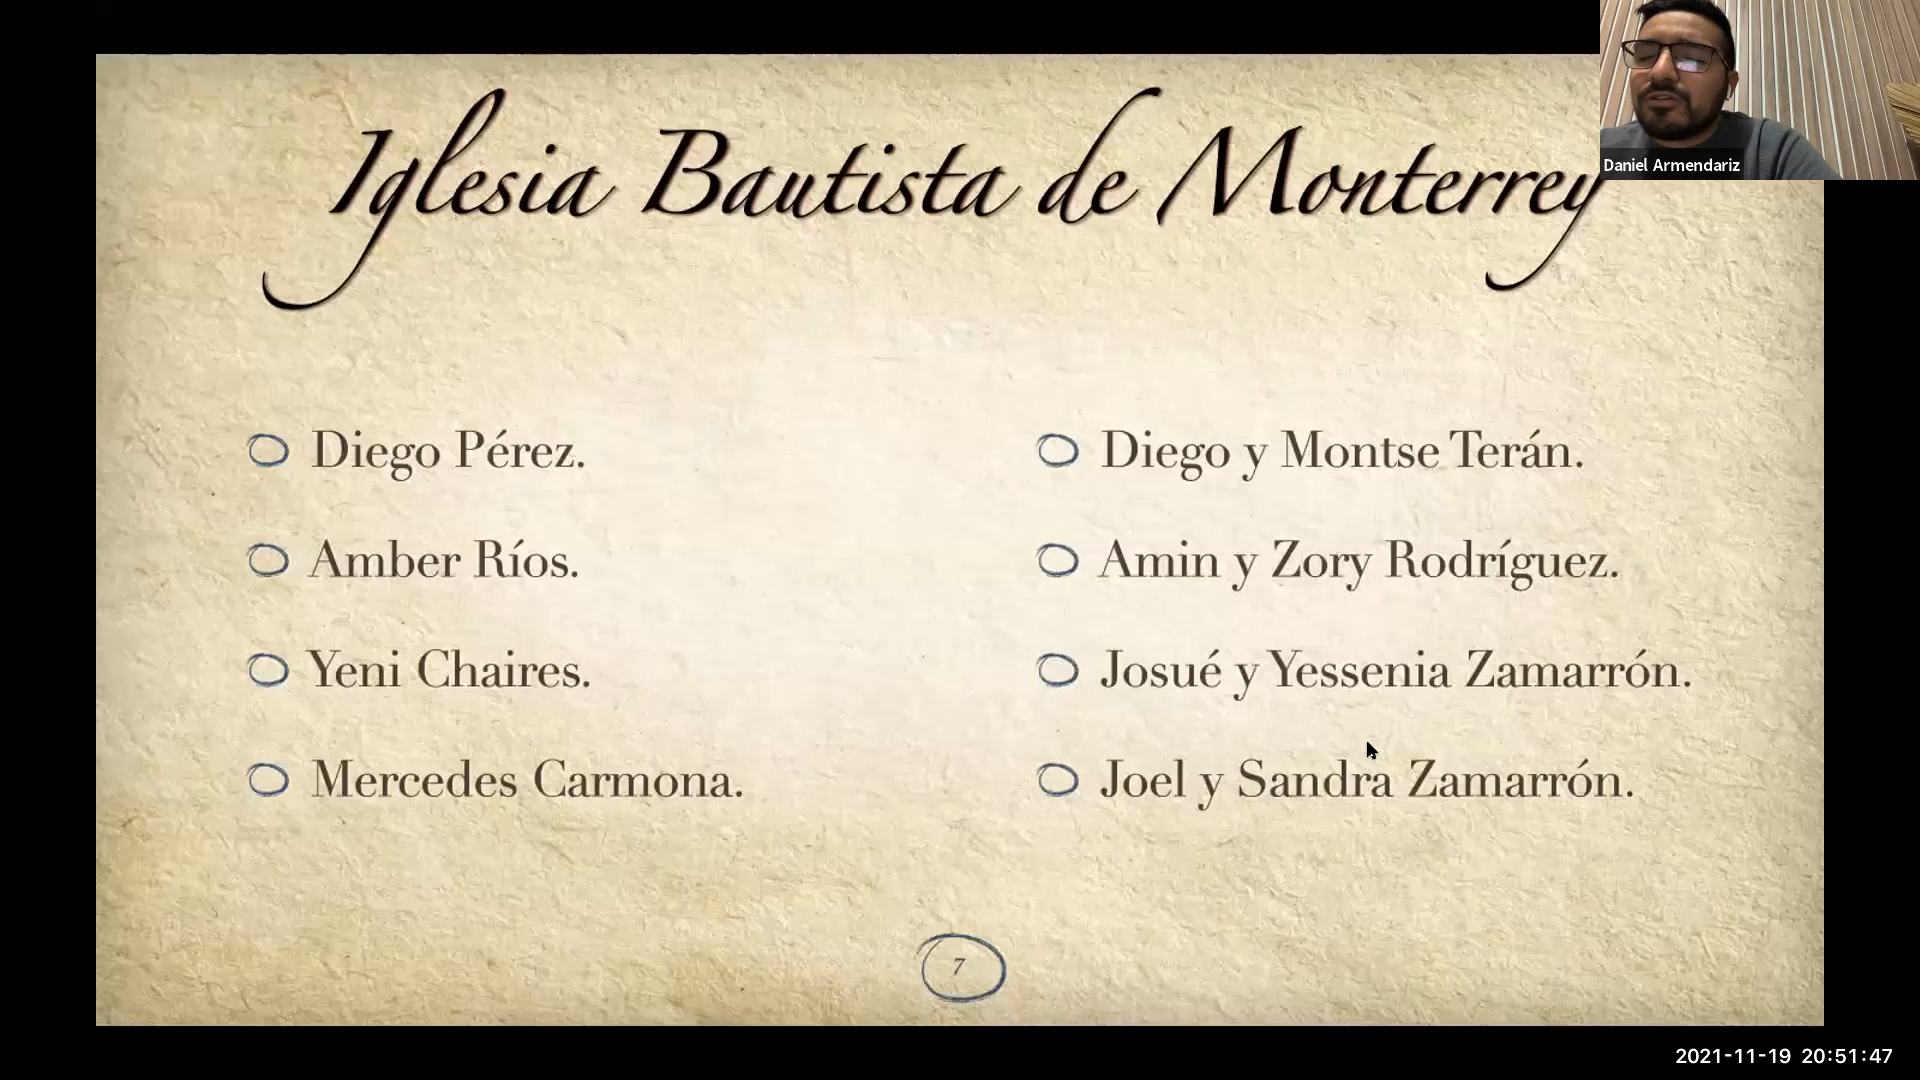 Iglesia Bautista de Monterrey
Daniel Armendariz
Diego Pérez.
Amber Ríos.
Yeni Chaires.
Mercedes Carmona.
Diego y Montse Terán.
Amin y Zory Rodríguez.
Josué y Yessenia Zamarrón.
Joel y Sandra Zamarrón.
7
2021-11-19 20:51:47